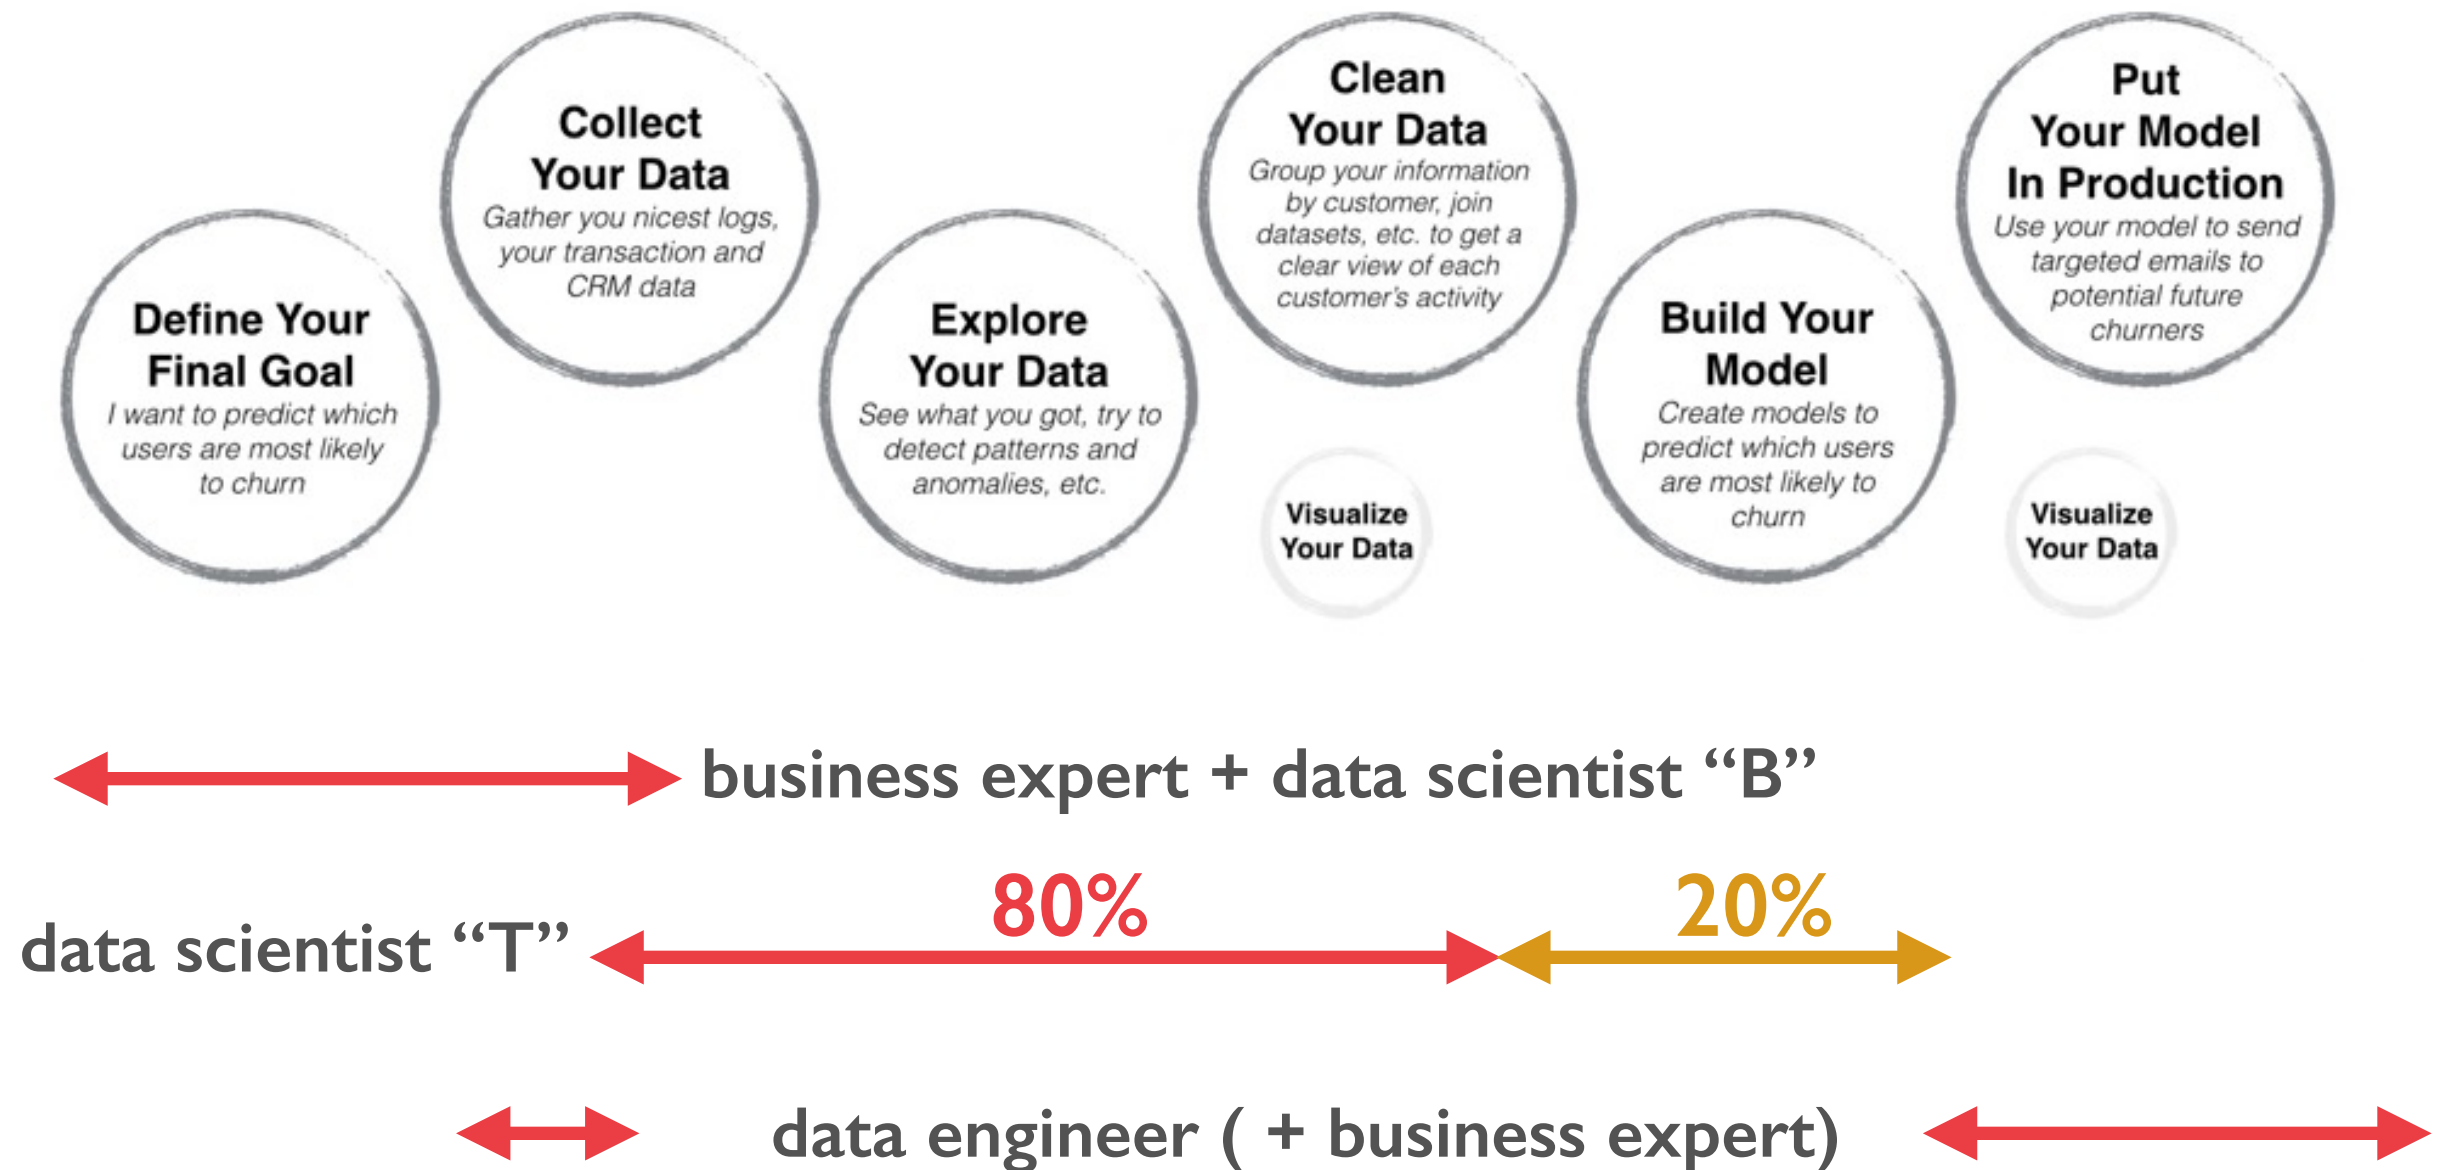 Define Your
Final Goal
I want to predict which
users are most likely
to churn
Collect
Your Data
Gather you nicest logs,
your transaction and
CRM data
Explore
Your Data
See what you got, try to
detect patterns and
anomalies, etc.
Clean
Your Data
Group your information
by customer, join
datasets, etc. to get a
clear view of each
customer's activity
Visualize
Your Data
Build Your
Model
Create models to
predict which users
are most likely to
churn
Put
Your Model
In Production
Use your model to send
targeted emails to
potential future
churners
Visualize
Your Data
business expert + data scientist “B”
80%
20%
data scientist “T”
data engineer ( + business expert)